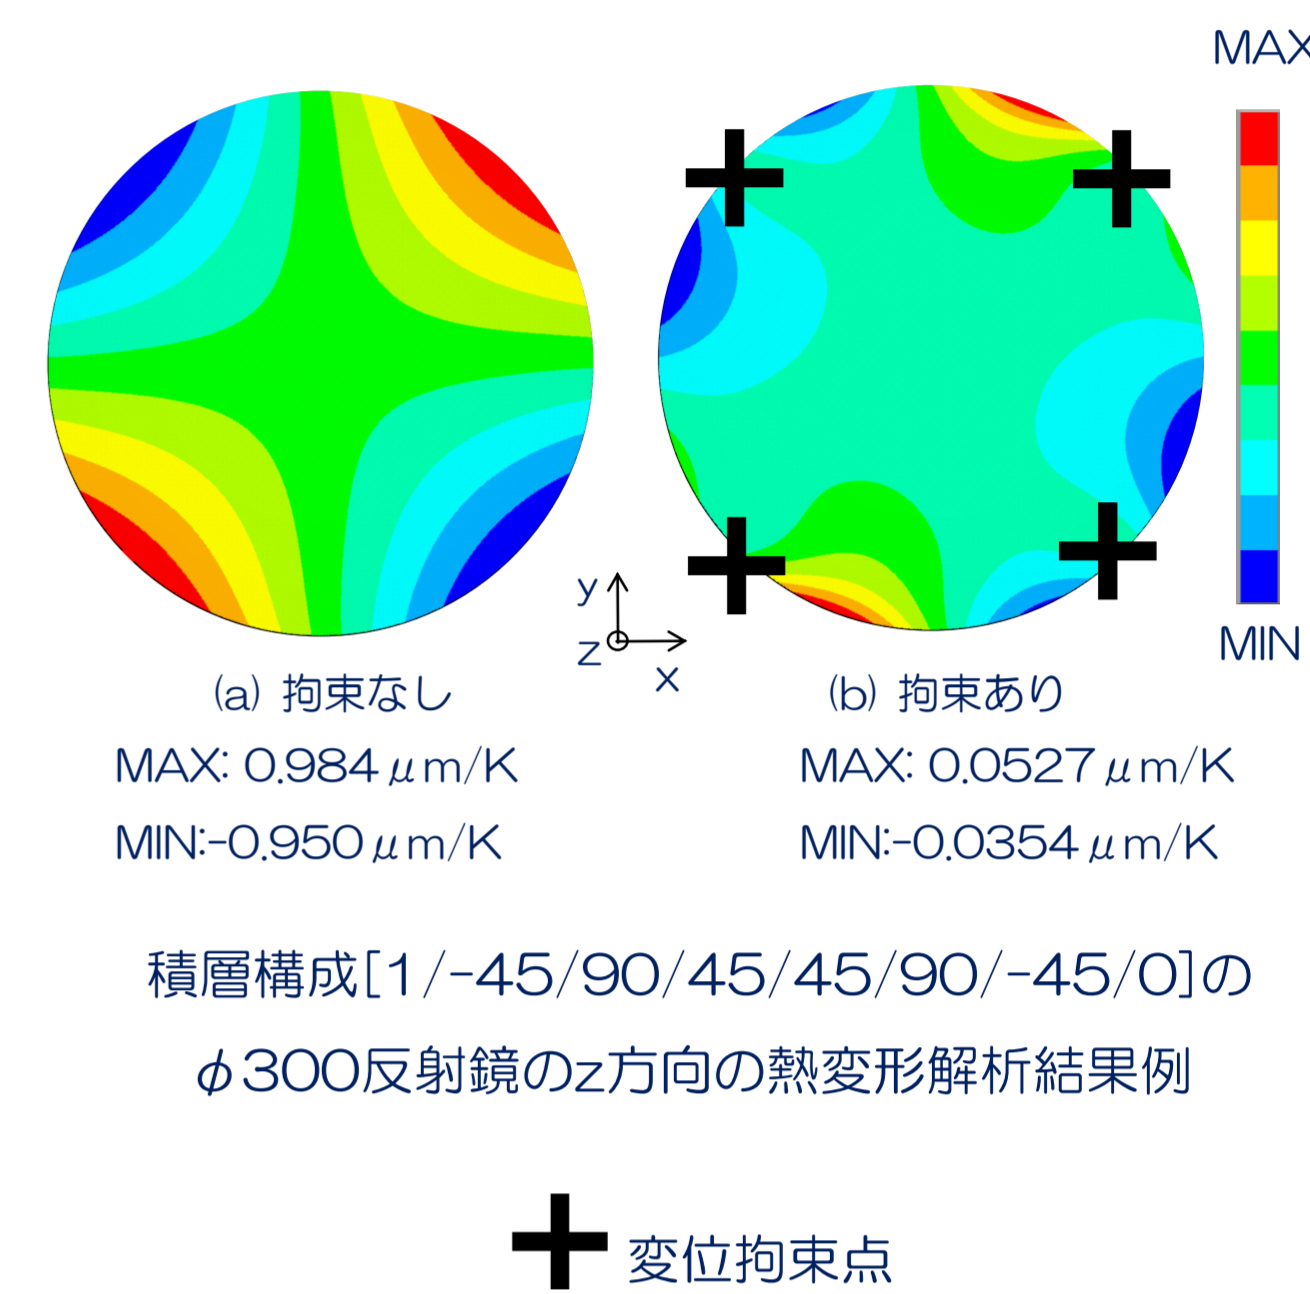 MAX
MIN
y
z
x
(a) 拘束なし
MAX: 0.984μm/K
MIN:-0.950μm/K
(b) 拘束あり
MAX: 0.0527μm/K
MIN:-0.0354μm/K
積層構成[1/-45/90/45/45/90/-45/0]の
φ300反射鏡のz方向の熱変形解析結果例
変位拘束点